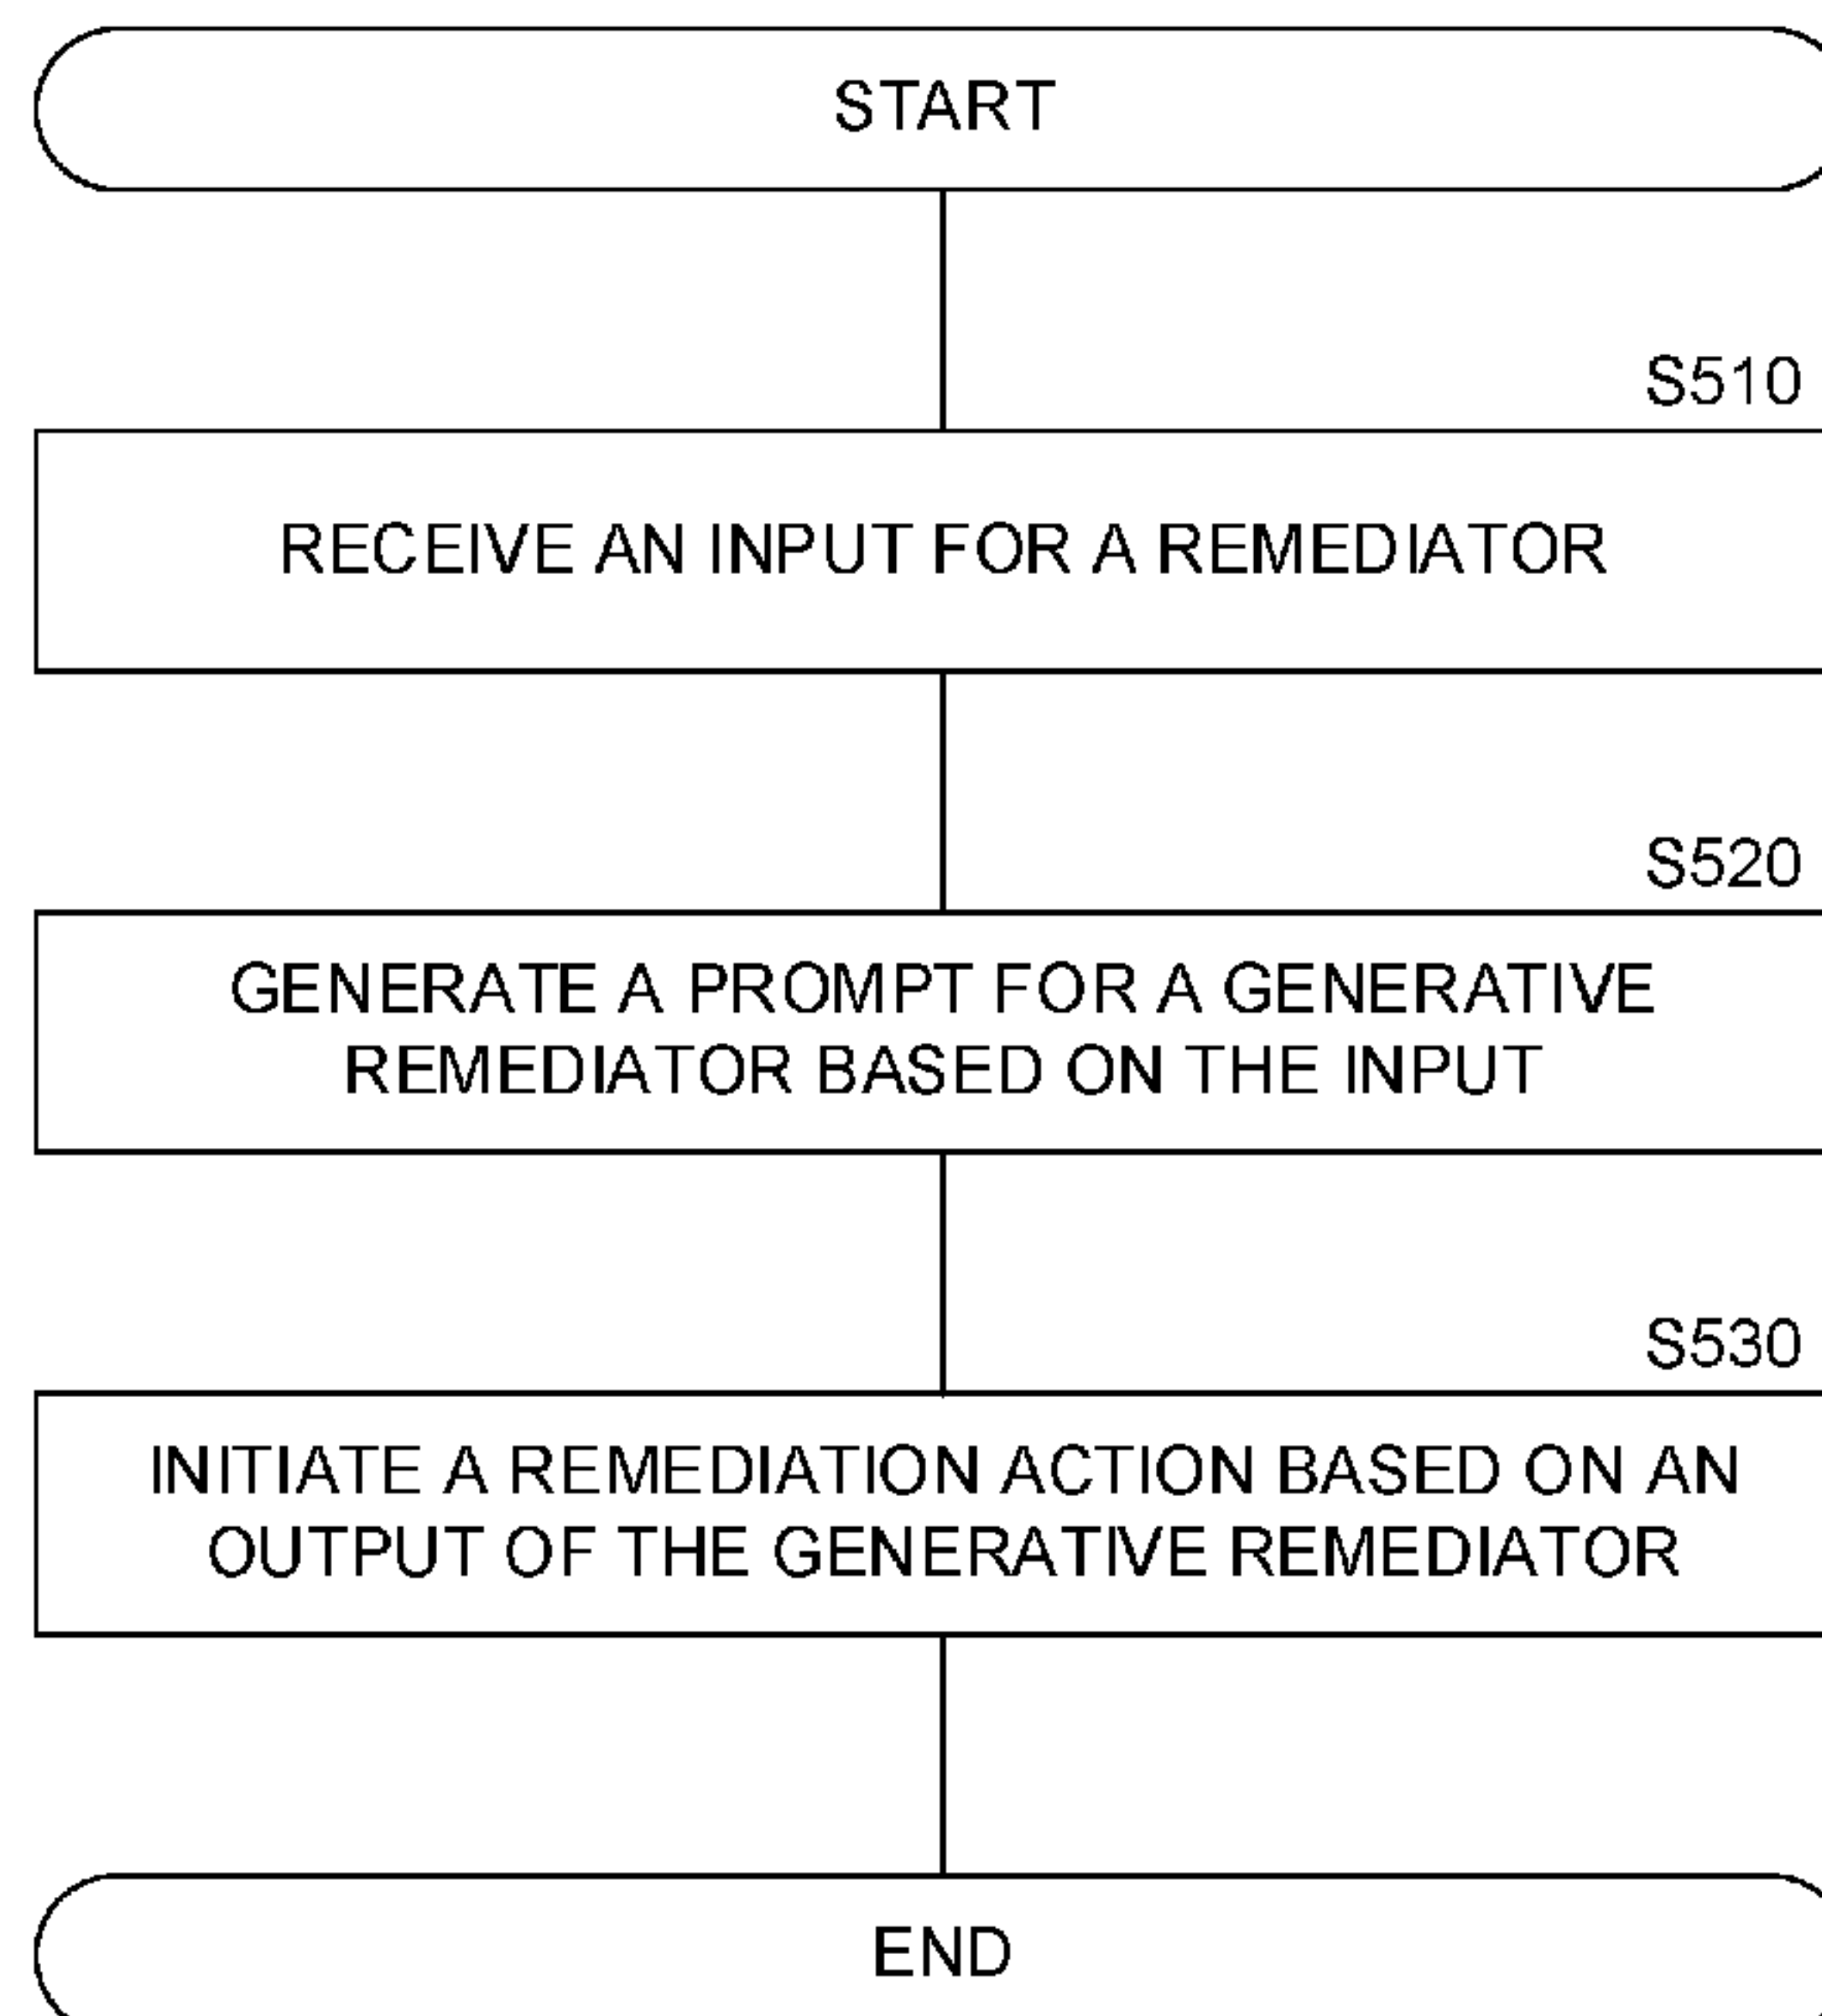 START
S510
RECEIVE AN INPUT FOR A REMEDIATOR
S520
GENERATE A PROMPT FOR A GENERATIVE
REMEDIATOR BASED ON THE INPUT
S530
INITIATE A REMEDIATION ACTION BASED ON AN
OUTPUT OF THE GENERATIVE REMEDIATOR
END